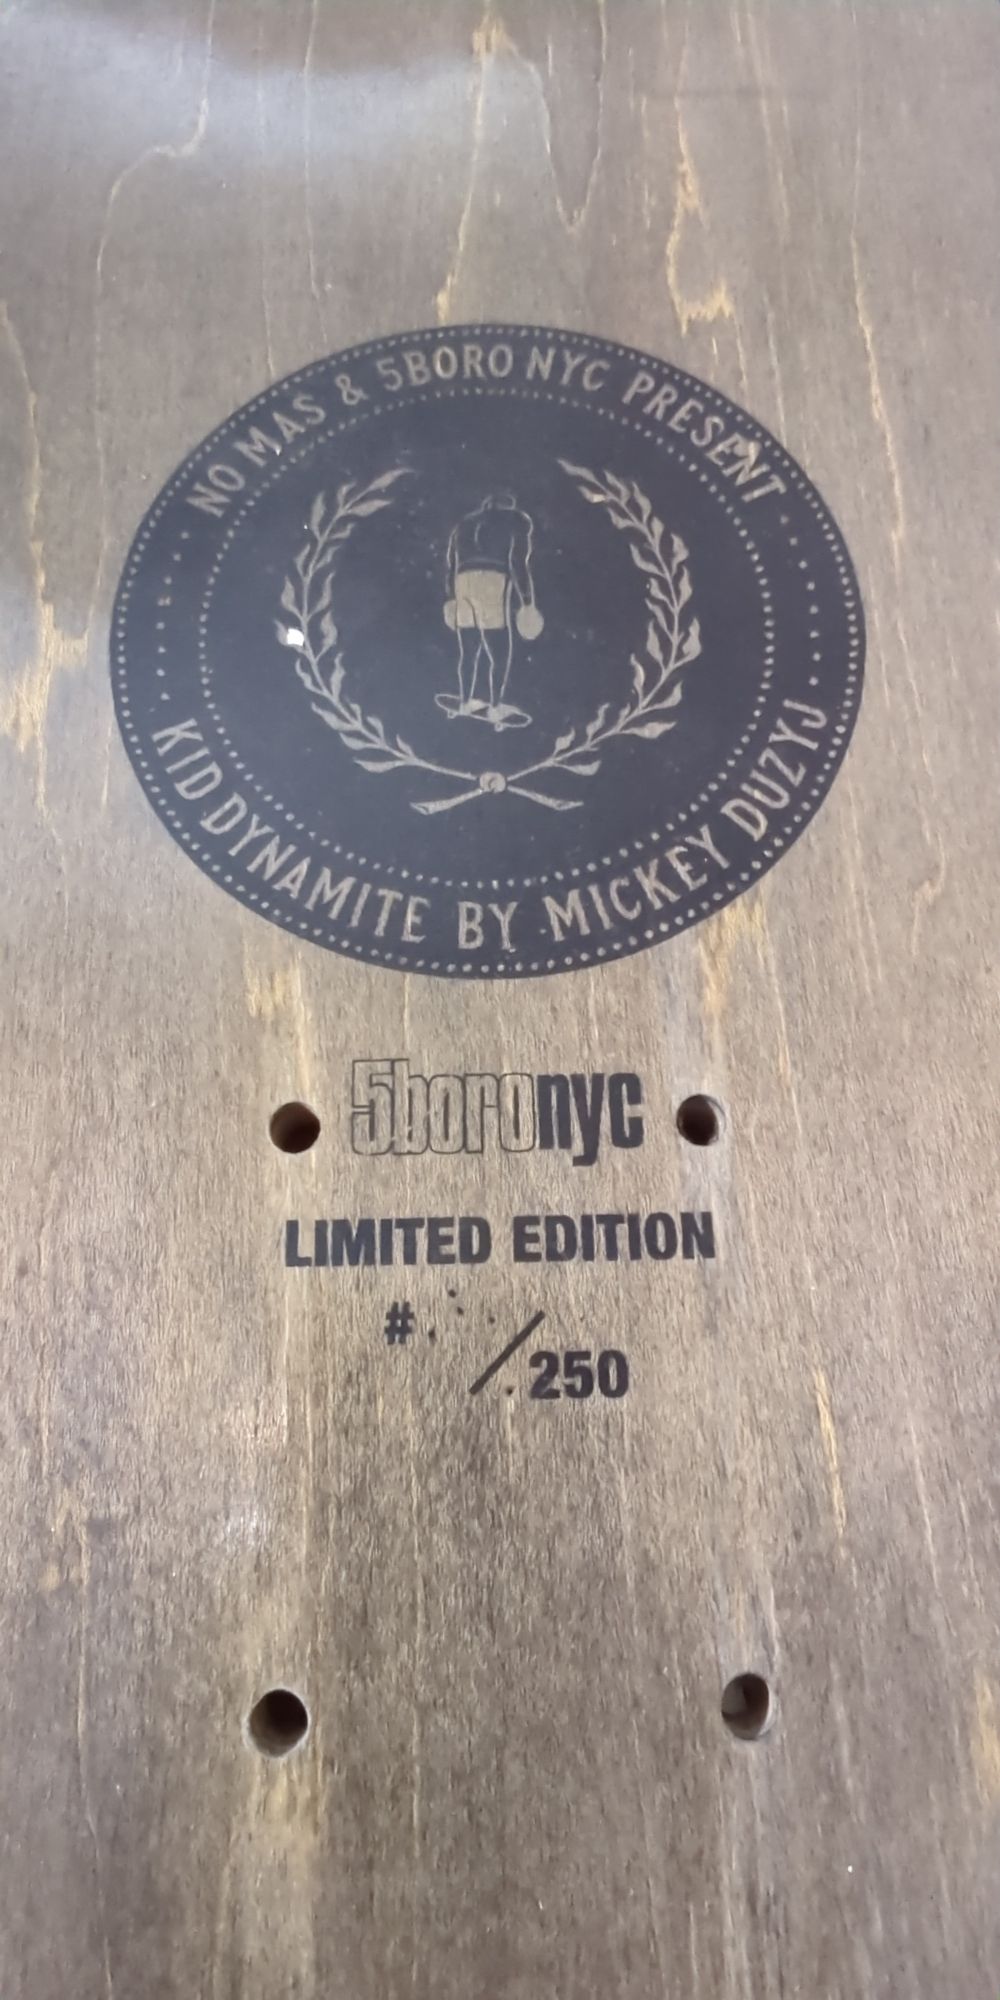 NO MAS & 5BORO NYC PRESENT
KID DYNAMITE BY MICKEY DUZYJ
5boronyc
LIMITED EDITION
# /250